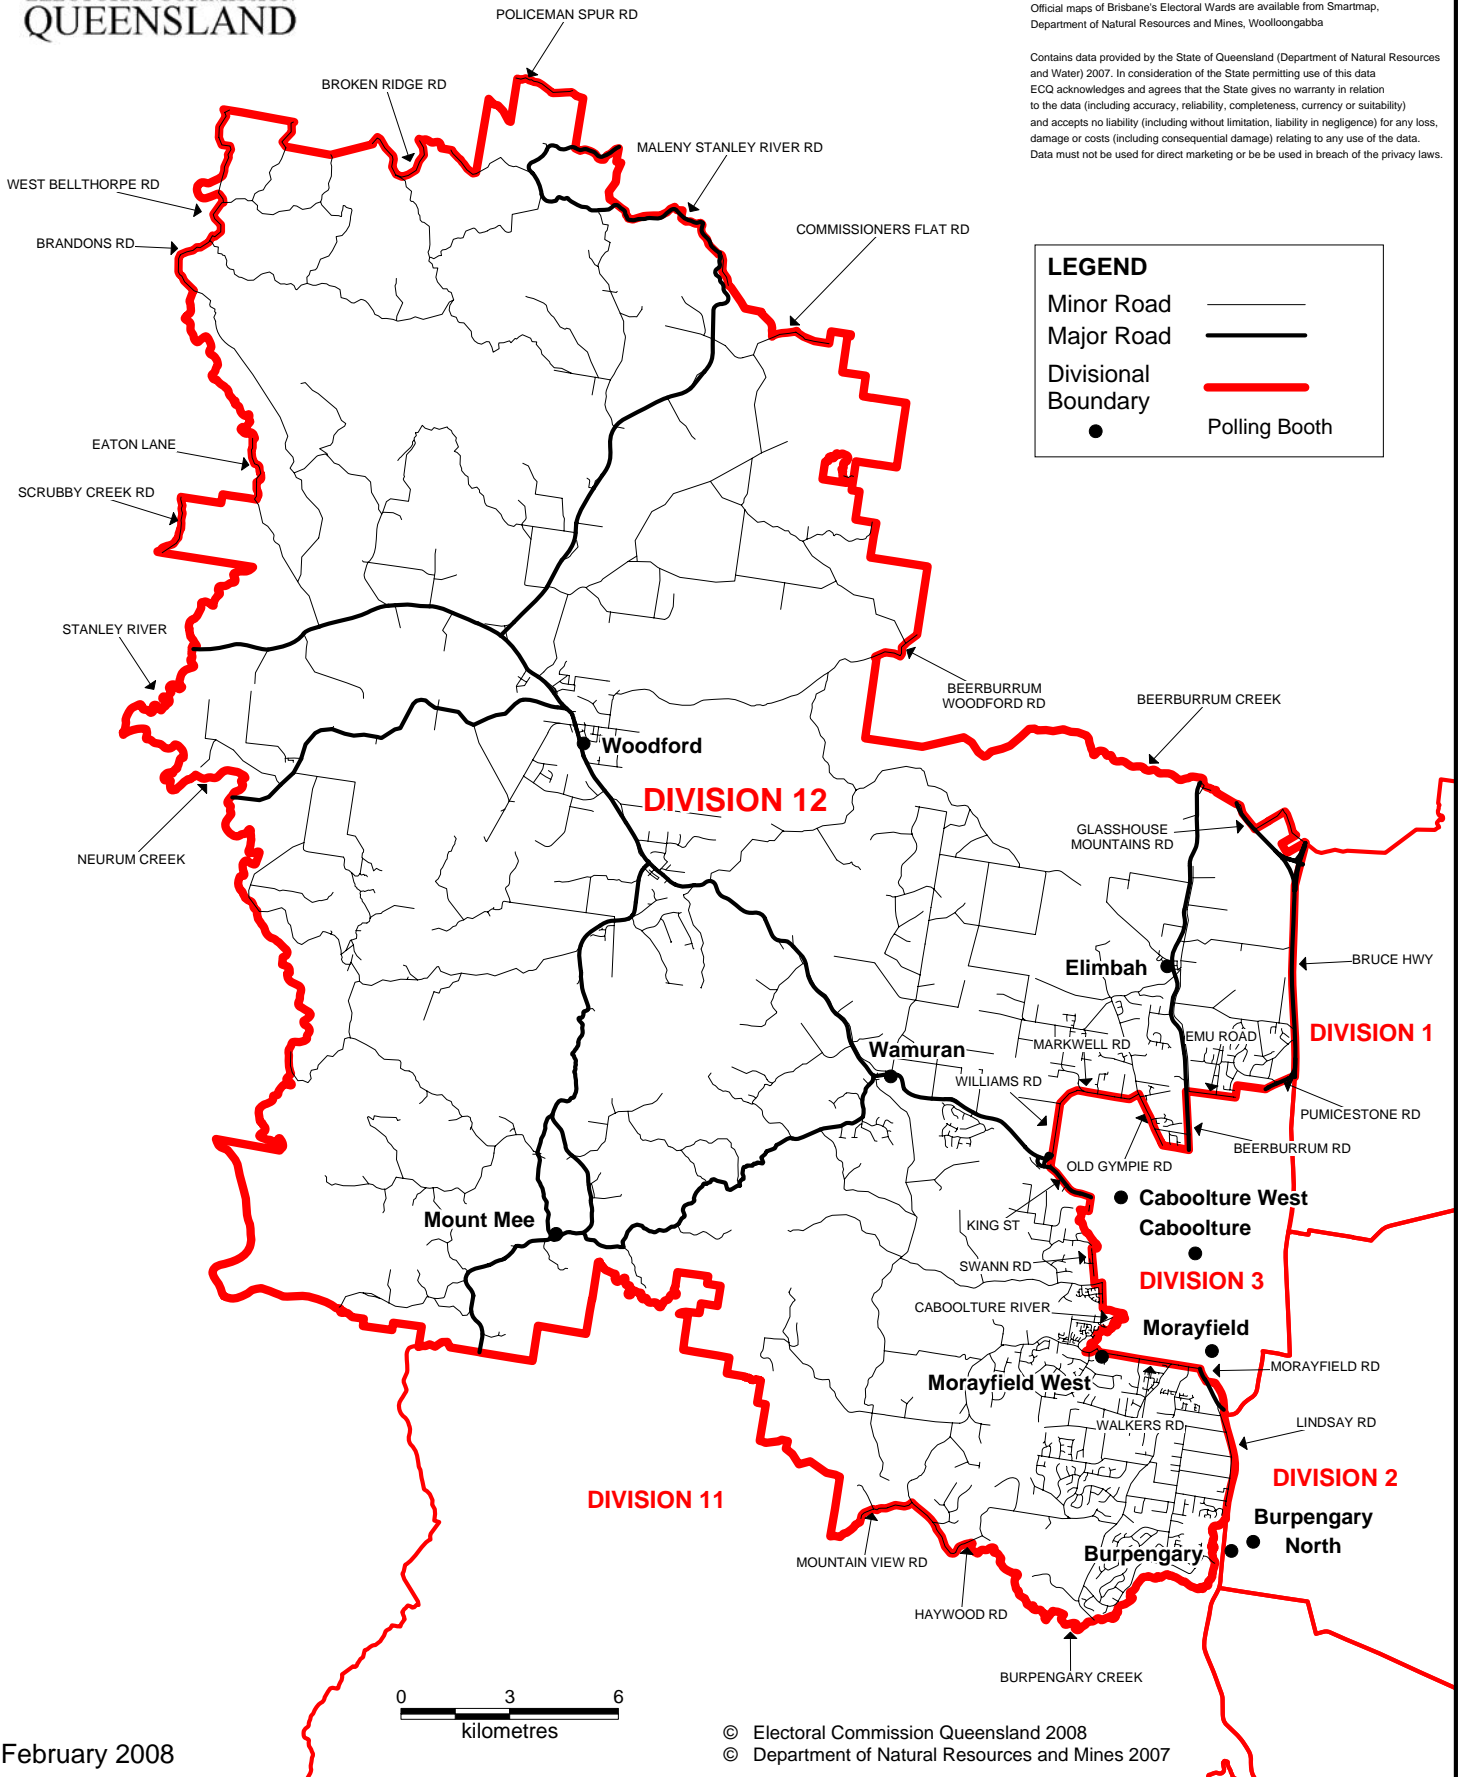 QUEENSLAND
Official maps of Brisbane's Electoral Wards are available from Smartmap,
Department of Natural Resources and Mines, Woolloongabba
Contains data provided by the State of Queensland (Department of Natural Resources
and Water) 2007. In consideration of the State permitting use of this data
ECQ acknowledges and agrees that the State gives no warranty in relation
to the data (including accuracy, reliability, completeness, currency or suitability)
and accepts no liability (including without limitation, liability in negligence) for any loss,
damage or costs (including consequential damage) relating to any use of the data.
Data must not be used for direct marketing or be be used in breach of the privacy laws.
POLICEMAN SPUR RD
BROKEN RIDGE RD
MALENY STANLEY RIVER RD
WEST BELLTHORPE RD
BRANDONS RD
COMMISSIONERS FLAT RD
LEGEND
Minor Road
Major Road
Divisional
Boundary
Polling Booth
EATON LANE
SCRUBBY CREEK RD
STANLEY RIVER
BEERBURRUM
WOODFORD RD
BEERBURRUM CREEK
Woodford
DIVISION 12
GLASSHOUSE
MOUNTAINS RD
NEURUM CREEK
Elimbah
BRUCE HWY
DIVISION 1
EMU ROAD
MARKWELL RD
Wamuran
WILLIAMS RD
PUMICESTONE RD
BEERBURRUM RD
OLD GYMPIE RD
Caboolture West
Caboolture
Mount Mee
KING ST
SWANN RD
DIVISION 3
CABOOLTURE RIVER
Morayfield
MORAYFIELD RD
Morayfield West
WALKERS RD
LINDSAY RD
DIVISION 2
DIVISION 11
Burpengary
North
Burpengary
MOUNTAIN VIEW RD
HAYWOOD RD
BURPENGARY CREEK
0 3 6
kilometres
© Electoral Commission Queensland 2008
© Department of Natural Resources and Mines 2007
February 2008